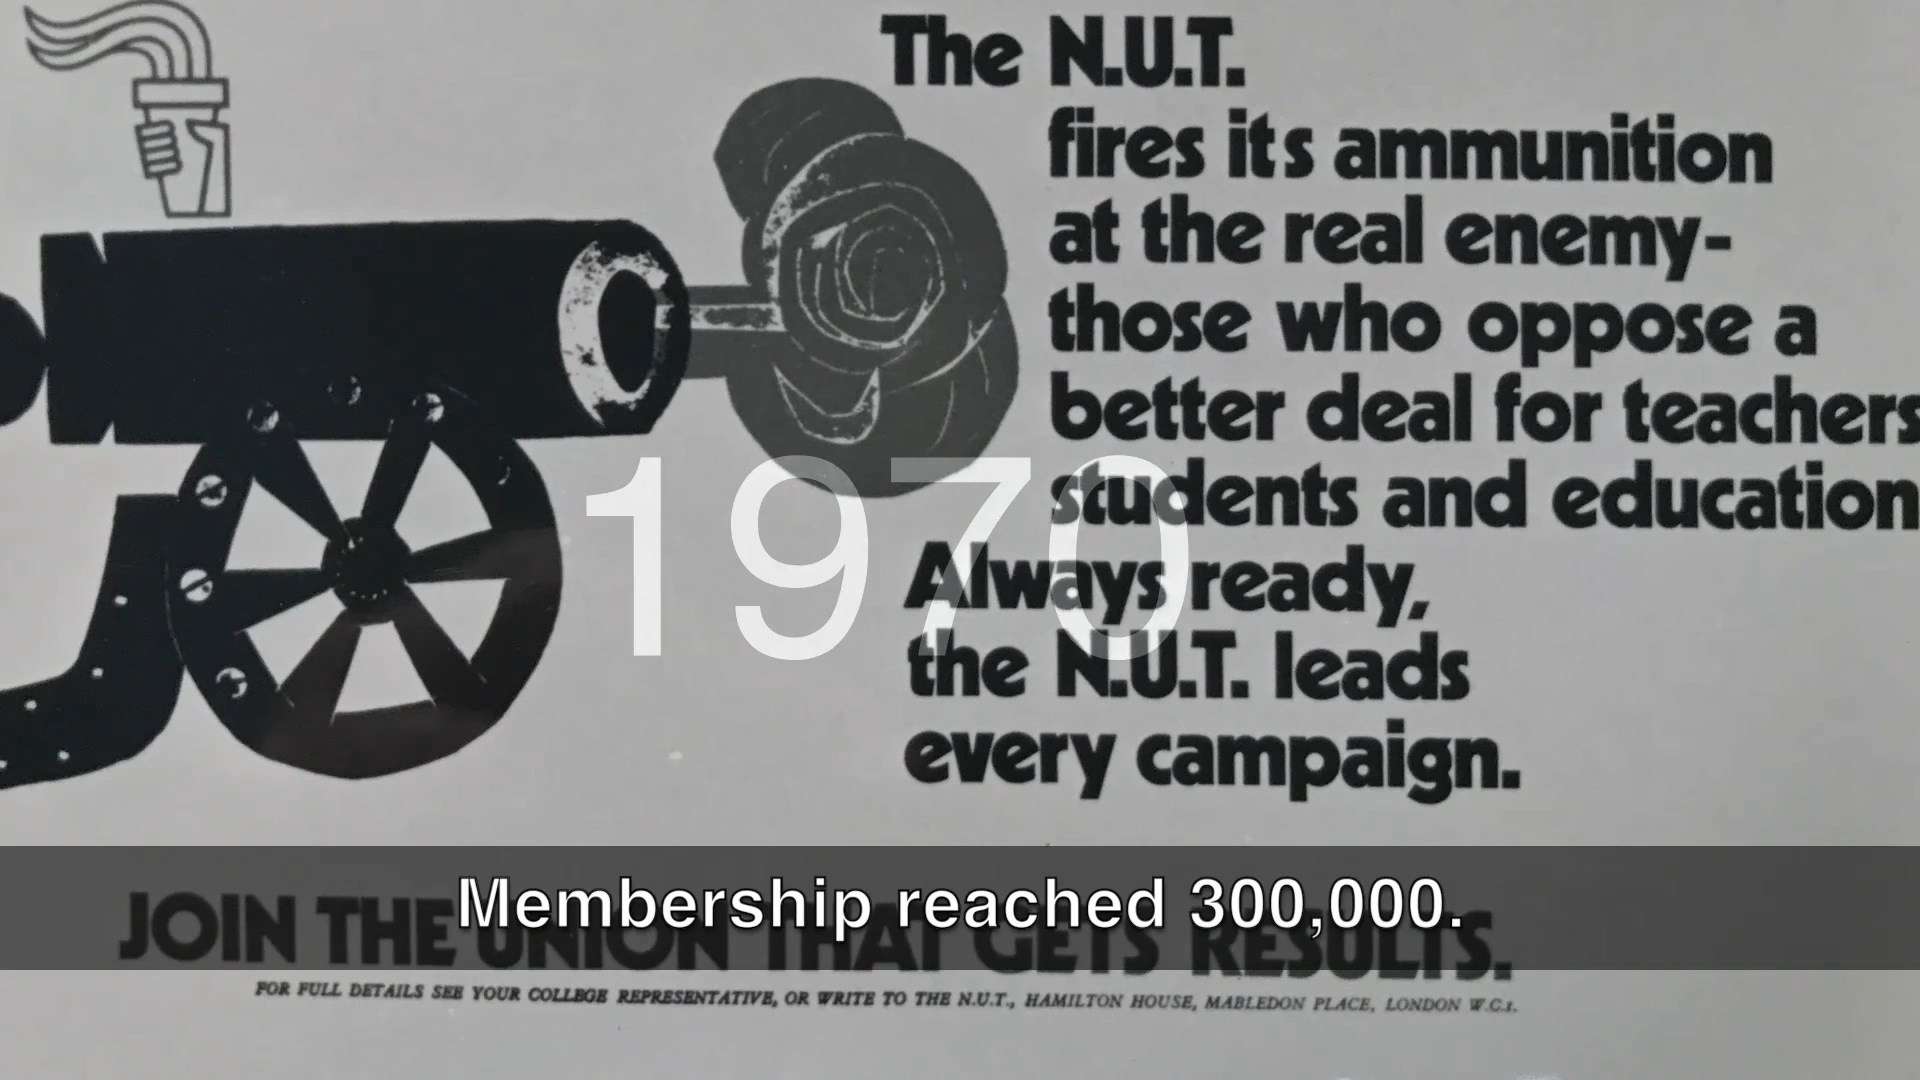 The N.U.T.
fires its ammunition
at the real enemy-
those who oppose a
better deal for teachers
students and education
Always ready,
the N.U.T. leads
every campaign.
1970
Membership reached 300,000.
JOIN THE UNION THAT GETS RESULTS.
FOR FULL DETAILS SEE YOUR COLLEGE REPRESENTATIVE, OR WRITE TO THE N.U.T., HAMILTON HOUSE, MABLEDON PLACE, LONDON W.C.1.